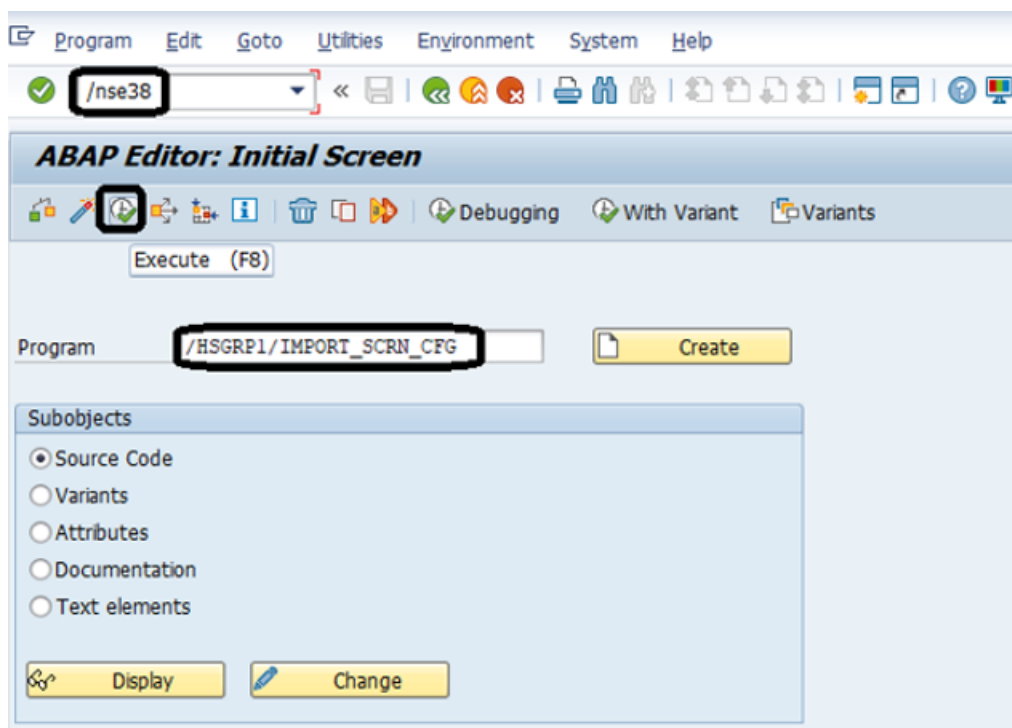 Program Edit Goto Utilities Environment System Help
/nse38
ABAP Editor: Initial Screen
Debugging With Variant Variants
Execute (F8)
Program /HSGRP1/IMPORT_SCRN_CFG Create
Subobjects
Source Code
Variants
Attributes
Documentation
Text elements
Display Change